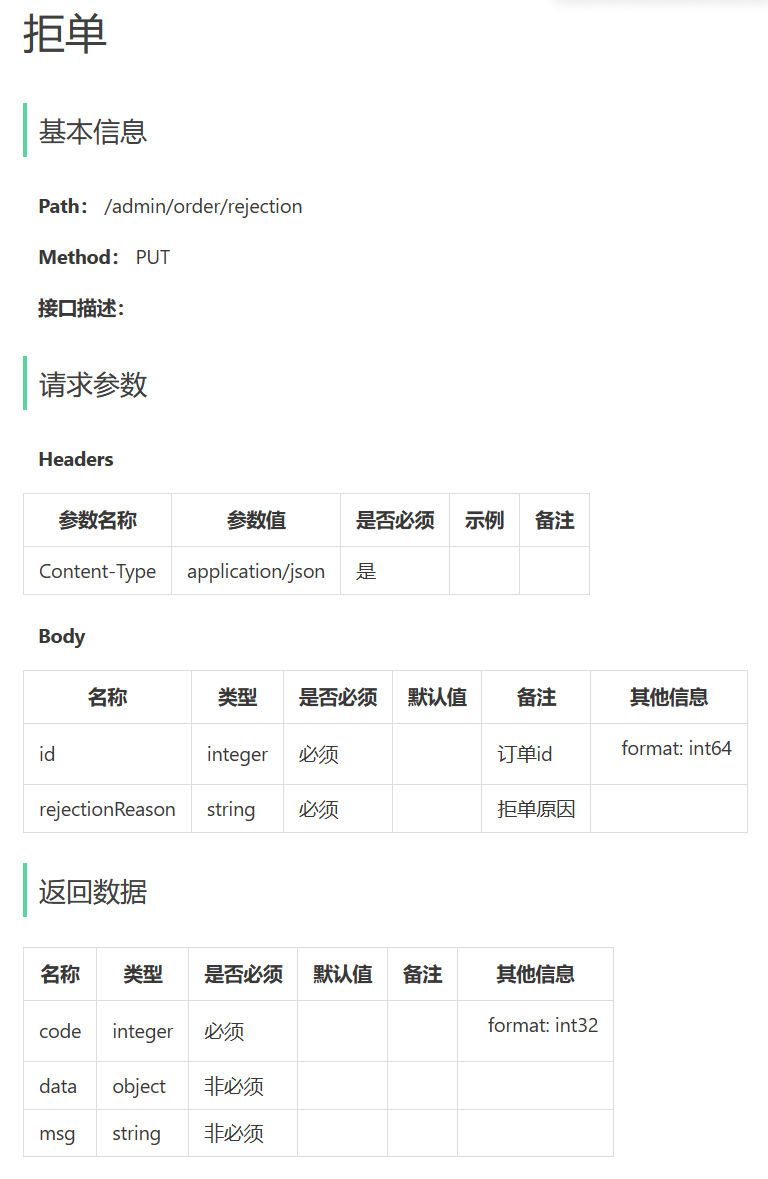 拒单
基本信息
Path： /admin/order/rejection
Method： PUT
接口描述：
请求参数
Headers
参数名称 参数值 是否必须 示例 备注
Content-Type application/json 是
Body
名称 类型 是否必须 默认值 备注 其他信息
id integer 必须 订单id format: int64
rejectionReason string 必须 拒单原因
返回数据
名称 类型 是否必须 默认值 备注 其他信息
code integer 必须 format: int32
data object 非必须
msg string 非必须